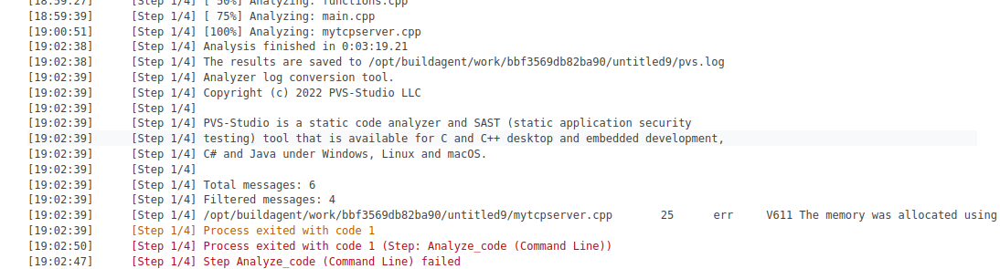 [18:59:27] [Step 1/4] [ 50%] Analyzing: functions.cpp
[18:59:39] [Step 1/4] [ 75%] Analyzing: main.cpp
[19:00:51] [Step 1/4] [100%] Analyzing: mytcpserver.cpp
[19:02:38] [Step 1/4] Analysis finished in 0:03:19.21
[19:02:38] [Step 1/4] The results are saved to /opt/buildagent/work/bbf3569db82ba90/untitled9/pvs.log
[19:02:39] [Step 1/4] Analyzer log conversion tool.
[19:02:39] [Step 1/4] Copyright (c) 2022 PVS-Studio LLC
[19:02:39] [Step 1/4]
[19:02:39] [Step 1/4] PVS-Studio is a static code analyzer and SAST (static application security
[19:02:39] [Step 1/4] testing) tool that is available for C and C++ desktop and embedded development,
[19:02:39] [Step 1/4] C# and Java under Windows, Linux and macOS.
[19:02:39] [Step 1/4]
[19:02:39] [Step 1/4] Total messages: 6
[19:02:39] [Step 1/4] Filtered messages: 4
[19:02:39] [Step 1/4] /opt/buildagent/work/bbf3569db82ba90/untitled9/mytcpserver.cpp 25 err V611 The memory was allocated using
[19:02:39] [Step 1/4] Process exited with code 1
[19:02:50] [Step 1/4] Process exited with code 1 (Step: Analyze_code (Command Line))
[19:02:47] [Step 1/4] Step Analyze_code (Command Line) failed